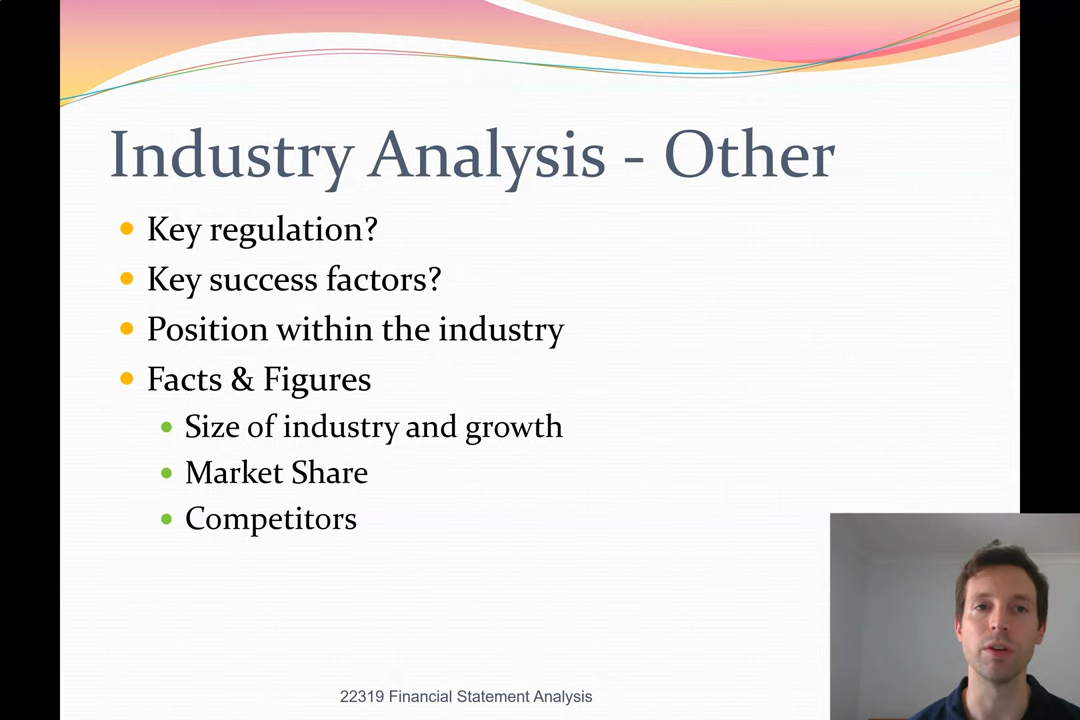 Industry Analysis - Other
Key regulation?
Key success factors?
Position within the industry
Facts & Figures
Size of industry and growth
Market Share
Competitors
22319 Financial Statement Analysis